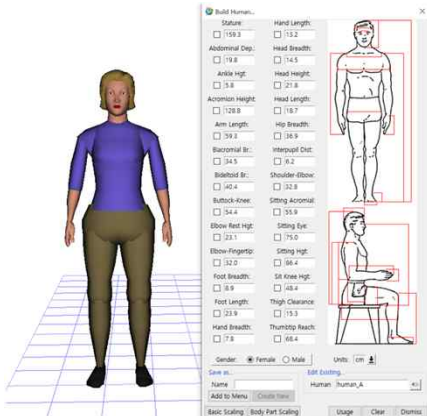 Build Human...
Stature: Hand Length:
159.3 13.2
Abdominal Dep.: Head Breadth:
19.8 14.5
Ankle Hgt: Head Height:
5.8 21.8
Acromion Height: Head Length:
128.8 18.7
Arm Length: Hip Breadth:
59.3 36.9
Biacromial Br.: Interpupil Dist:
34.5 6.2
Bideltoid Br.: Shoulder-Elbow:
40.4 32.8
Buttock-Knee: Sitting Acromial:
54.4 55.9
Elbow Rest Hgt: Sitting Eye:
23.1 75.0
Elbow-Fingertip: Sitting Hgt:
32.0 86.4
Foot Breadth: Sit Knee Hgt:
8.9 48.4
Foot Length: Thigh Clearance:
23.9 15.3
Hand Breadth: Thumbtip Reach:
7.8 68.4
Gender: Female Male Units: cm
Save as... Edit Existing...
Name Human human_A
Add to Menu Create New
Basic Scaling Body Part Scaling Usage Clear Dismiss